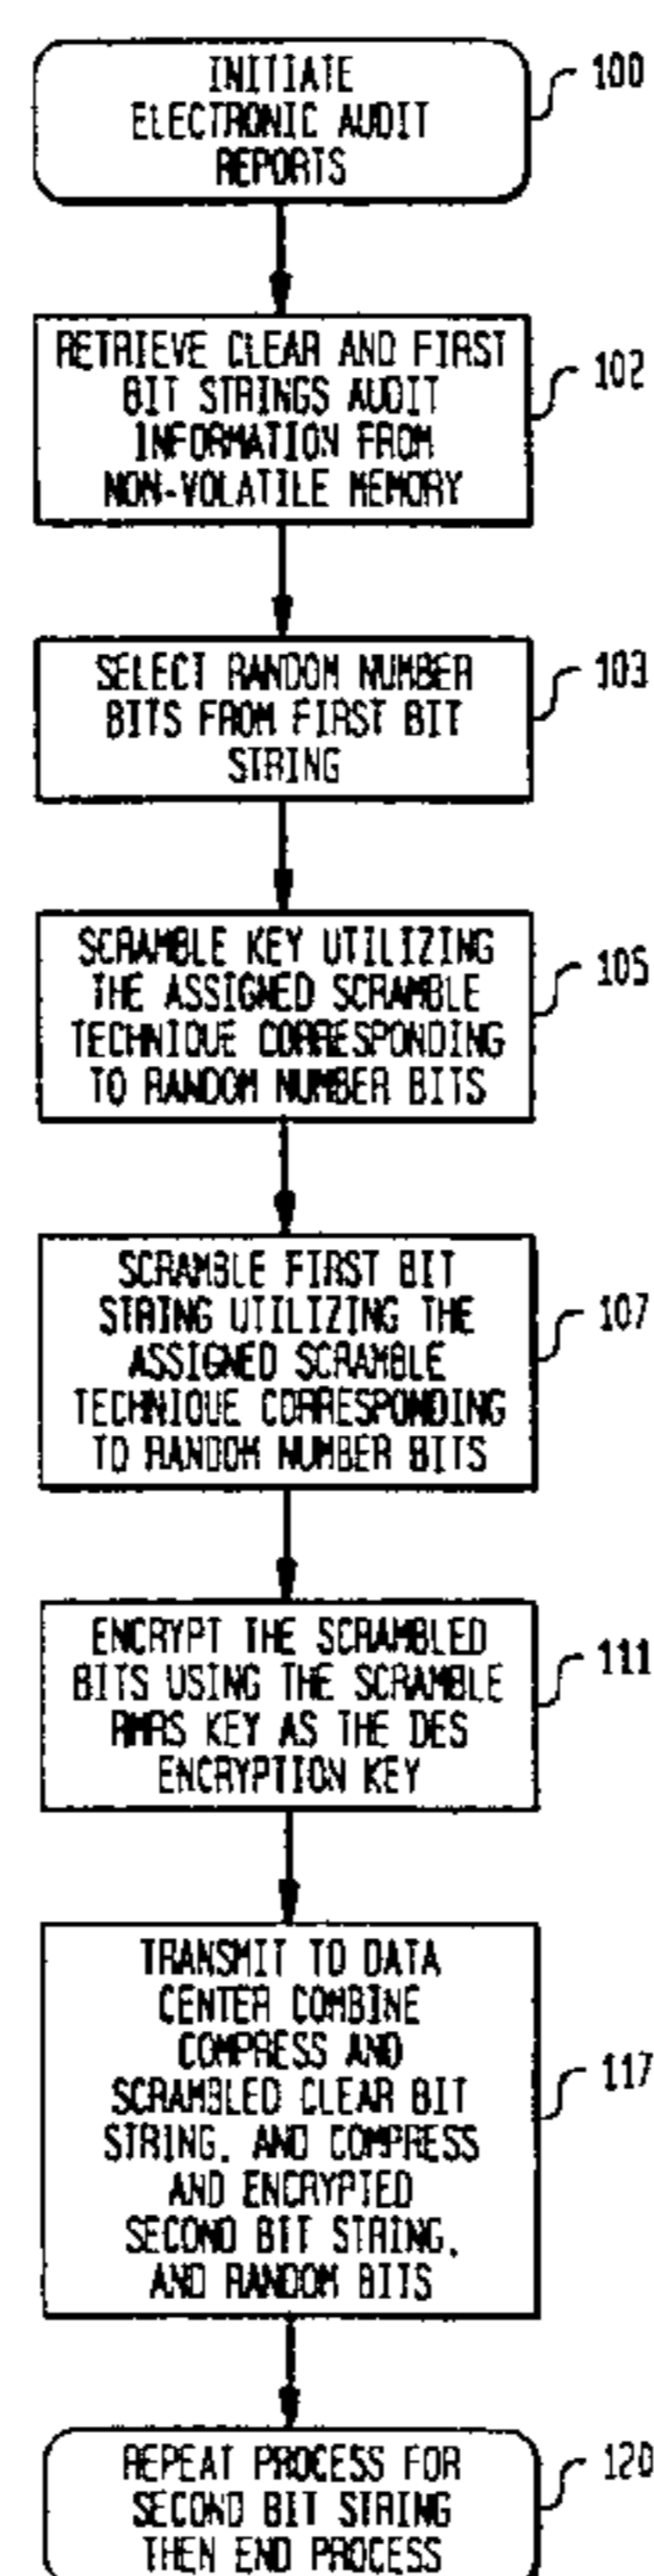 INITIATE
ELECTRONIC AUDIT
REPORTS
100
RETRIEVE CLEAR AND FIRST
BIT STRINGS AUDIT
INFORMATION FROM
NON-VOLATILE MEMORY
102
SELECT RANDOM NUMBER
BITS FROM FIRST BIT
STRING
103
SCRAMBLE KEY UTILIZING
THE ASSIGNED SCRAMBLE
TECHNIQUE CORRESPONDING
TO RANDOM NUMBER BITS
105
SCRAMBLE FIRST BIT
STRING UTILIZING THE
ASSIGNED SCRAMBLE
TECHNIQUE CORRESPONDING
TO RANDOM NUMBER BITS
107
ENCRYPT THE SCRAMBLED
BITS USING THE SCRAMBLE
RMRS KEY AS THE DES
ENCRYPTION KEY
111
TRANSMIT TO DATA
CENTER COMBINE
COMPRESS AND
SCRAMBLED CLEAR BIT
STRING, AND COMPRESS
AND ENCRYPTED
SECOND BIT STRING,
AND RANDOM BITS
117
REPEAT PROCESS FOR
SECOND BIT STRING
THEN END PROCESS
120